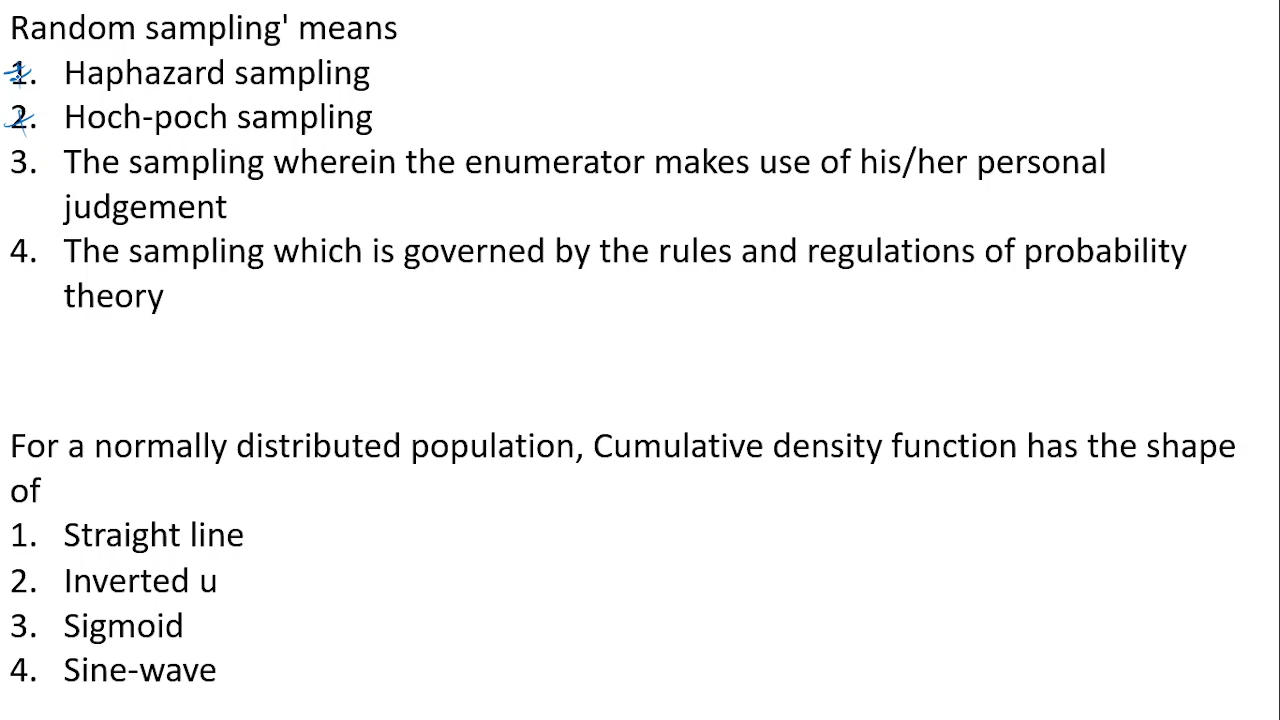 Random sampling' means
1. Haphazard sampling
2. Hoch-poch sampling
3. The sampling wherein the enumerator makes use of his/her personal
judgement
4. The sampling which is governed by the rules and regulations of probability
theory
For a normally distributed population, Cumulative density function has the shape
of
1. Straight line
2. Inverted u
3. Sigmoid
4. Sine-wave